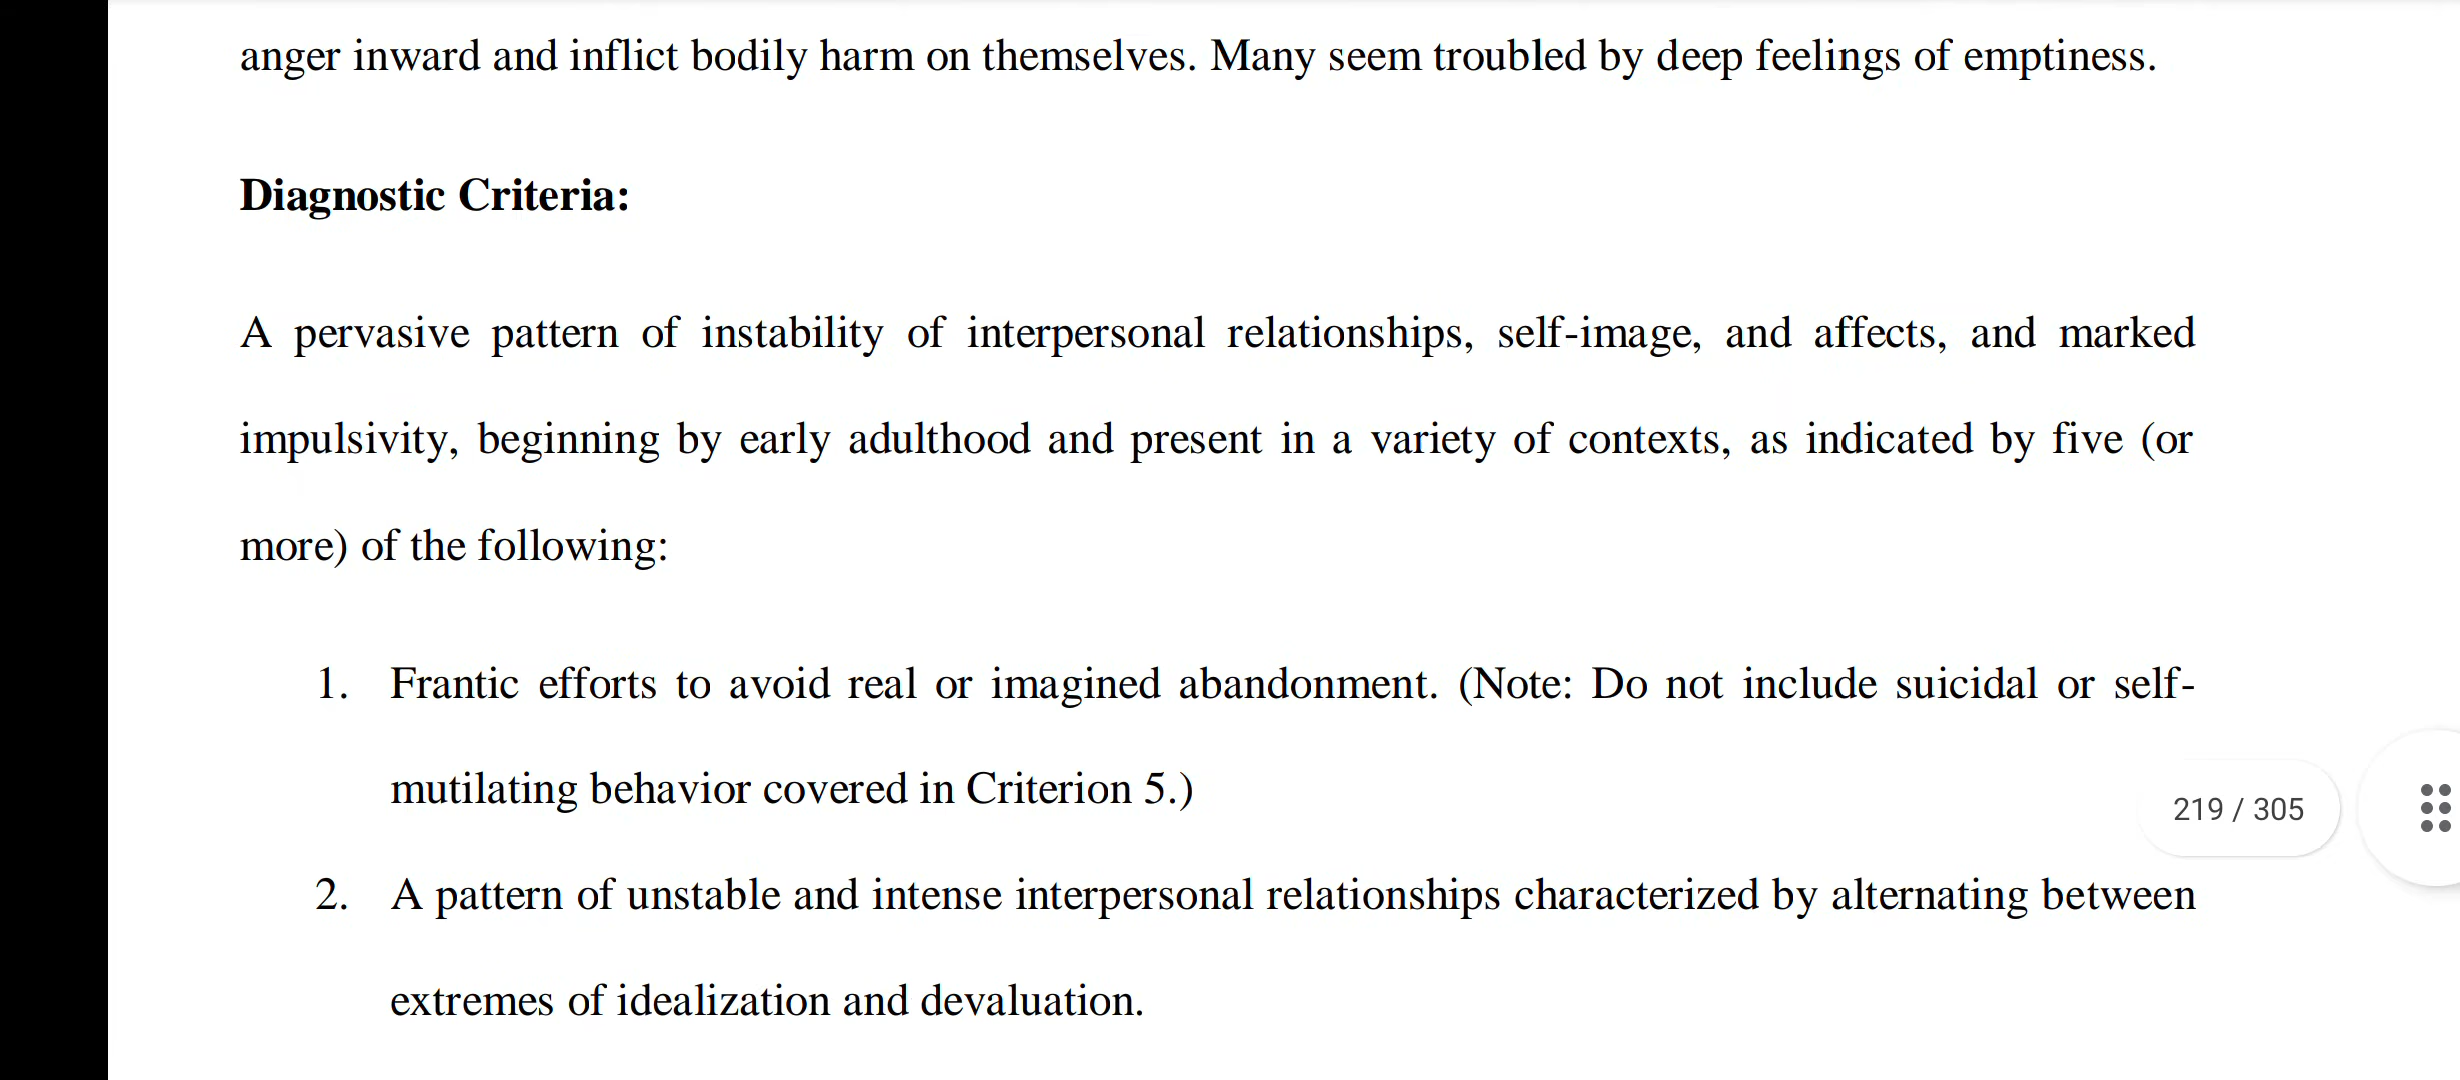 anger inward and inflict bodily harm on themselves. Many seem troubled by deep feelings of emptiness.
Diagnostic Criteria:
A pervasive pattern of instability of interpersonal relationships, self-image, and affects, and marked
impulsivity, beginning by early adulthood and present in a variety of contexts, as indicated by five (or
more) of the following:
1. Frantic efforts to avoid real or imagined abandonment. (Note: Do not include suicidal or self-
mutilating behavior covered in Criterion 5.)
219 / 305
2. A pattern of unstable and intense interpersonal relationships characterized by alternating between
extremes of idealization and devaluation.